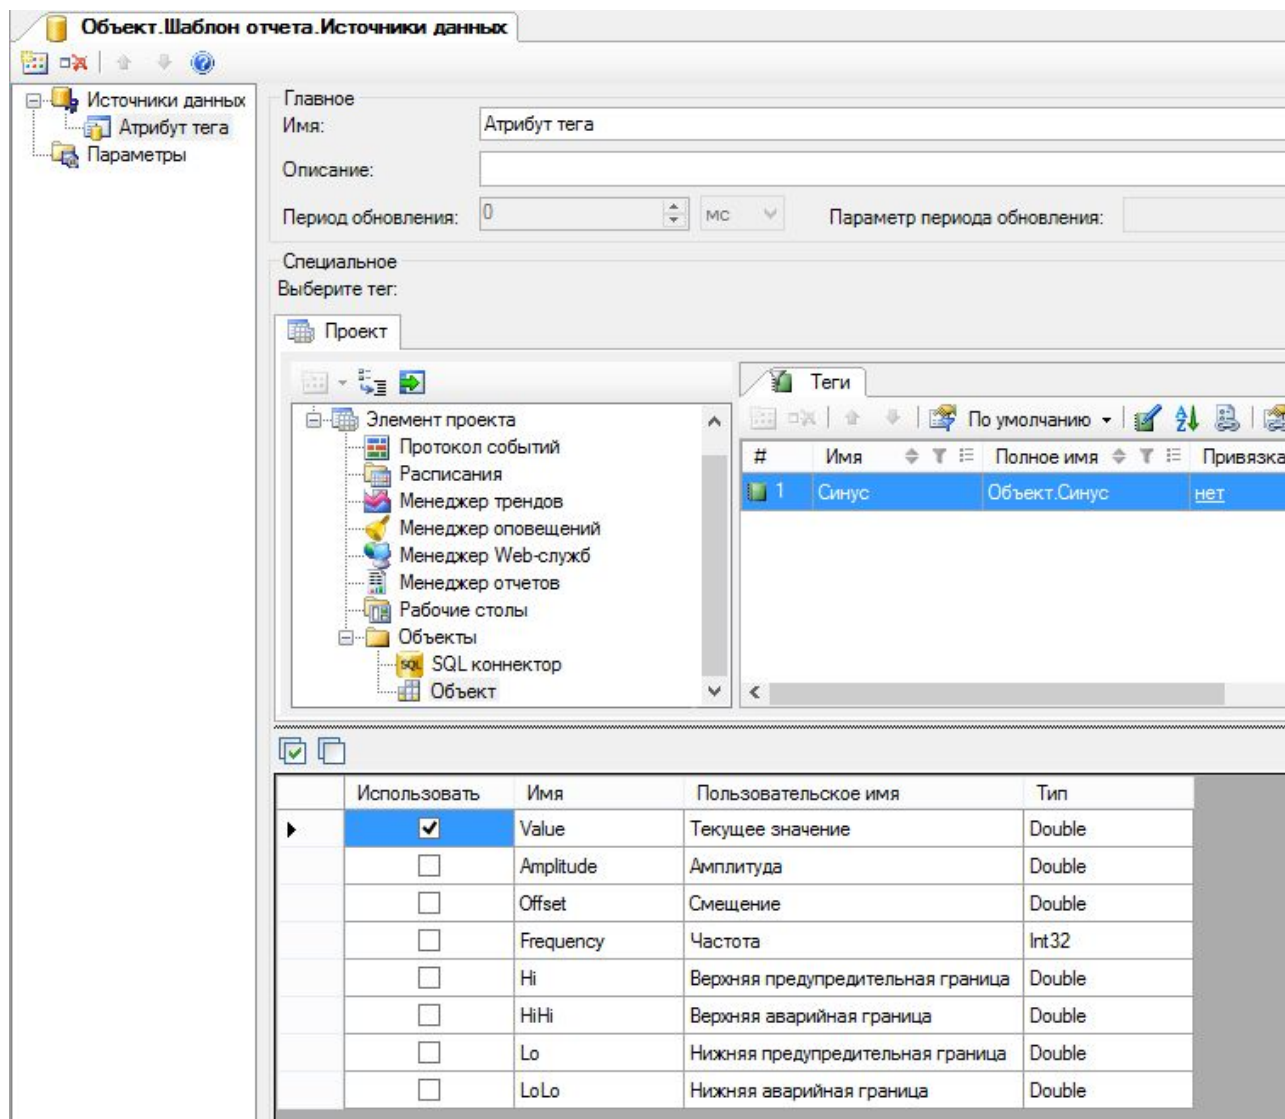 Объект.Шаблон отчета.Источники данных
Источники данных
Атрибут тега
Параметры
Главное
Имя: Атрибут тега
Описание:
Период обновления: 0 мс Параметр периода обновления:
Специальное
Выберите тег:
Проект
Элемент проекта
Протокол событий
Расписания
Менеджер трендов
Менеджер оповещений
Менеджер Web-служб
Менеджер отчетов
Рабочие столы
Объекты
SQL SQL коннектор
Объект
Теги
По умолчанию
# Имя Полное имя Привязка
1 Синус Объект.Синус нет
Использовать Имя Пользовательское имя Тип
Value Текущее значение Double
Amplitude Амплитуда Double
Offset Смещение Double
Frequency Частота Int32
Hi Верхняя предупредительная граница Double
HiHi Верхняя аварийная граница Double
Lo Нижняя предупредительная граница Double
LoLo Нижняя аварийная граница Double